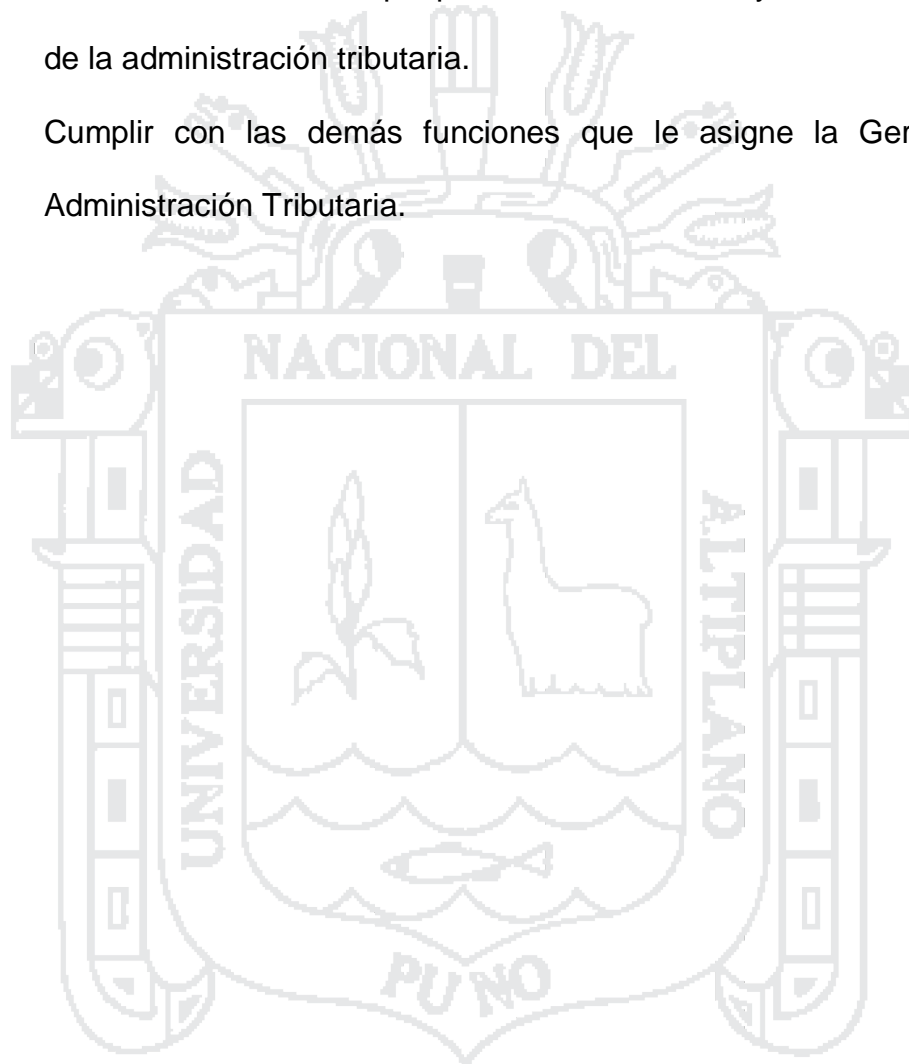 de la administración tributaria.
Cumplir con las demás funciones que le asigne la Ger
Administración Tributaria.
NACIONAL DEL
UNIVERSIDAD
ALTIPLANO
PUNO